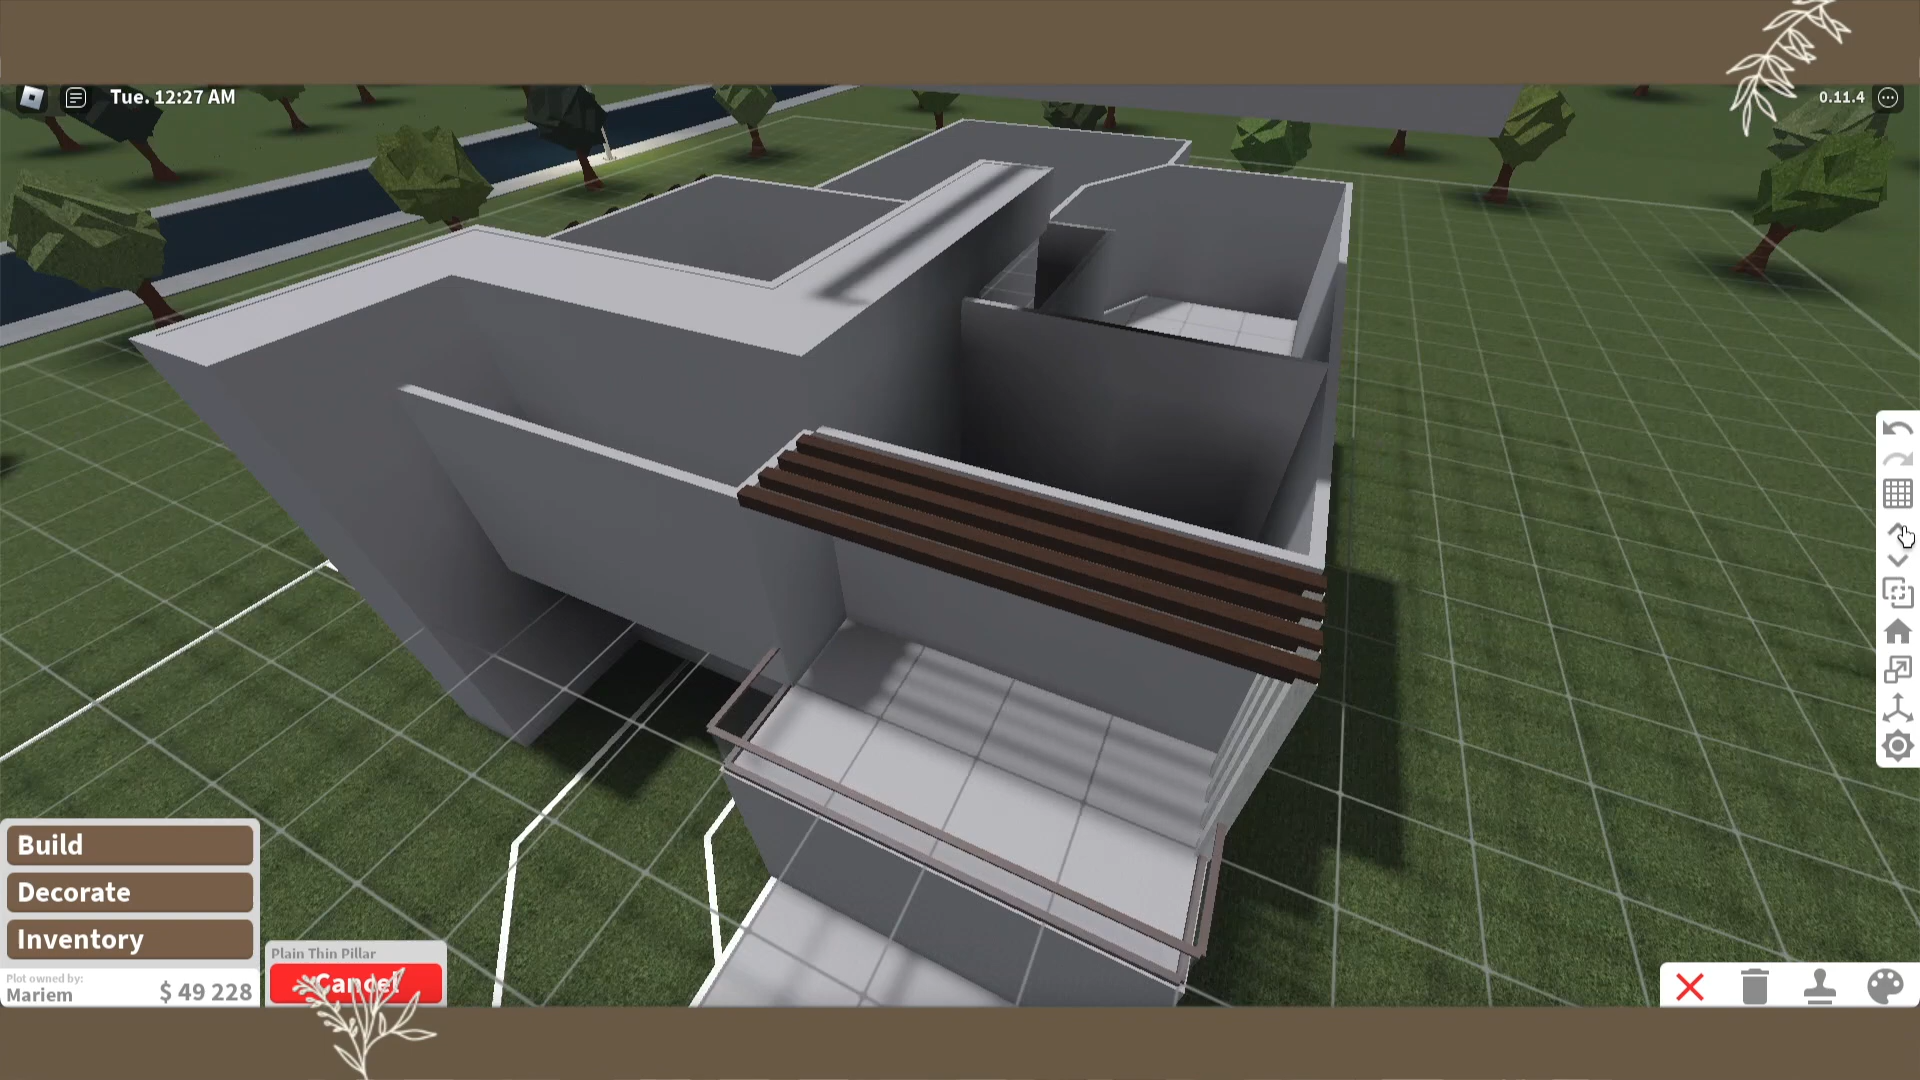 Tue. 12:27 AM
0.11.4
Build
Decorate
Inventory
Plot owned by:
Mariem
$ 49 228
Plain Thin Pillar
Cancel